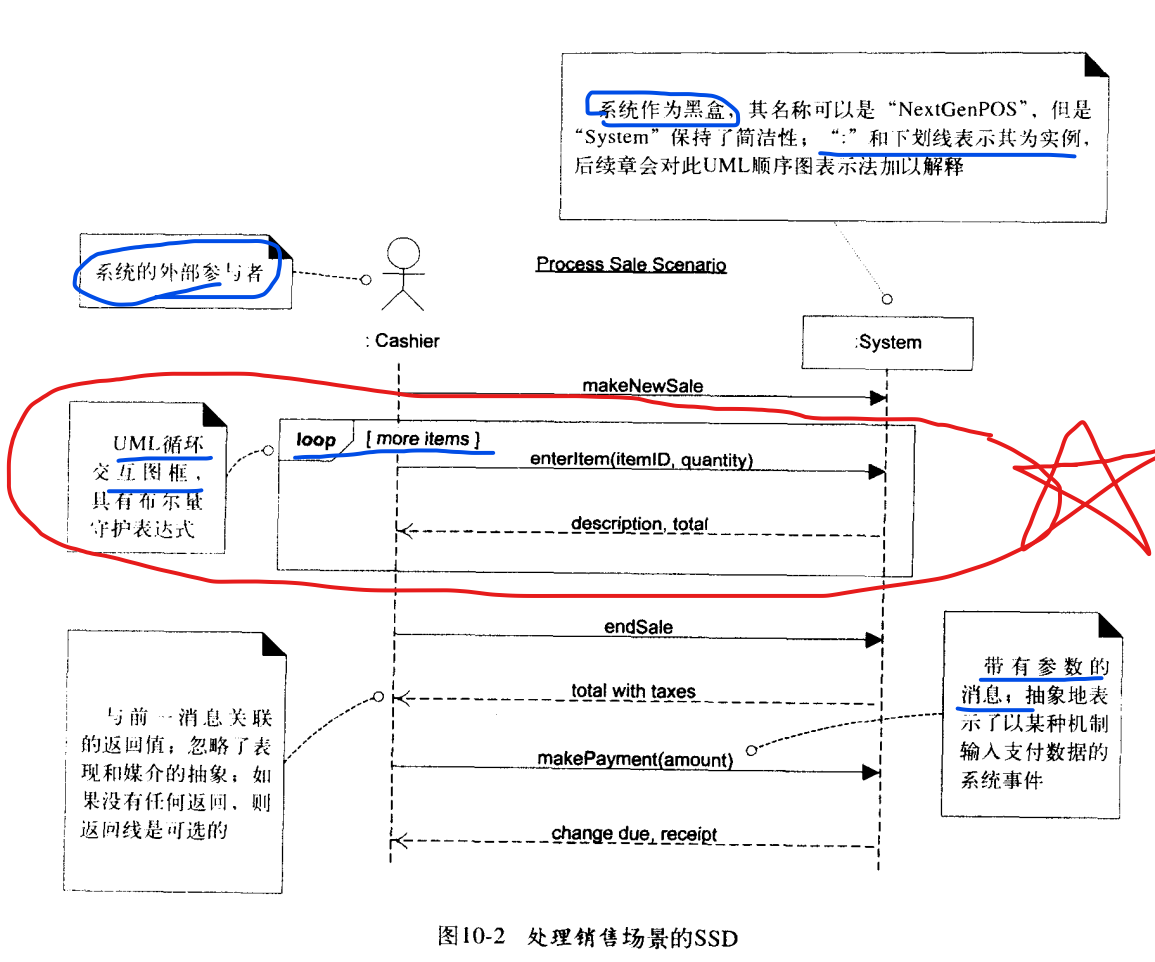 系统作为黑盒，其名称可以是“NextGenPOS”，但是
“System”保持了简洁性；“:”和下划线表示其为实例，
后续章会对此UML顺序图表示法加以解释
系统的外部参与者
Process Sale Scenario
: Cashier
:System
makeNewSale
UML循环
交互图框，
具有布尔量
守护表达式
loop
[ more items ]
enterItem(itemID, quantity)
description, total
endSale
total with taxes
makePayment(amount)
change due, receipt
与前一消息关联
的返回值；忽略了表
现和媒介的抽象；如
果没有任何返回，则
返回线是可选的
带有参数的
消息；抽象地表
示了以某种机制
输入支付数据的
系统事件
图10-2 处理销售场景的SSD